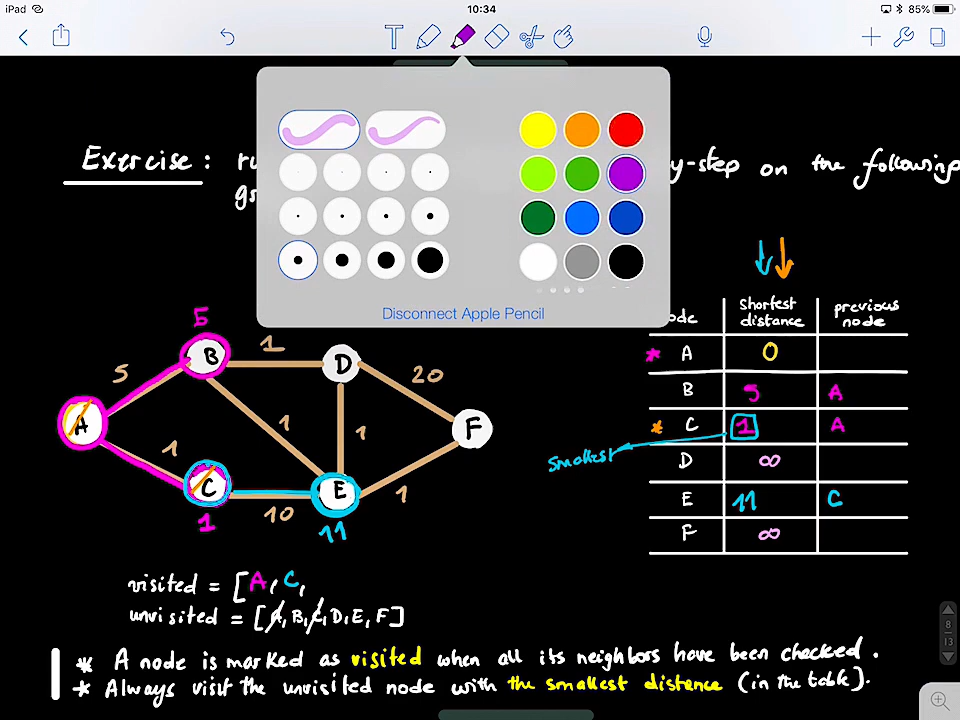 iPad 10:34 85%
T
Exercise : ru y-step on the following
Disconnect Apple Pencil
ode Shortest distance previous node
* A 0
B 5 A
* C 1 A
D ∞
E 11 C
F ∞
smallest
5
B 1 D
5 20
1 1
A F
1
C E
1 10 1
11
visited = [A, C,
unvisited = [A, B, C, D, E, F]
* A node is marked as visited when all its neighbors have been checked.
* Always visit the unvisited node with the smallest distance (in the table).
8
13